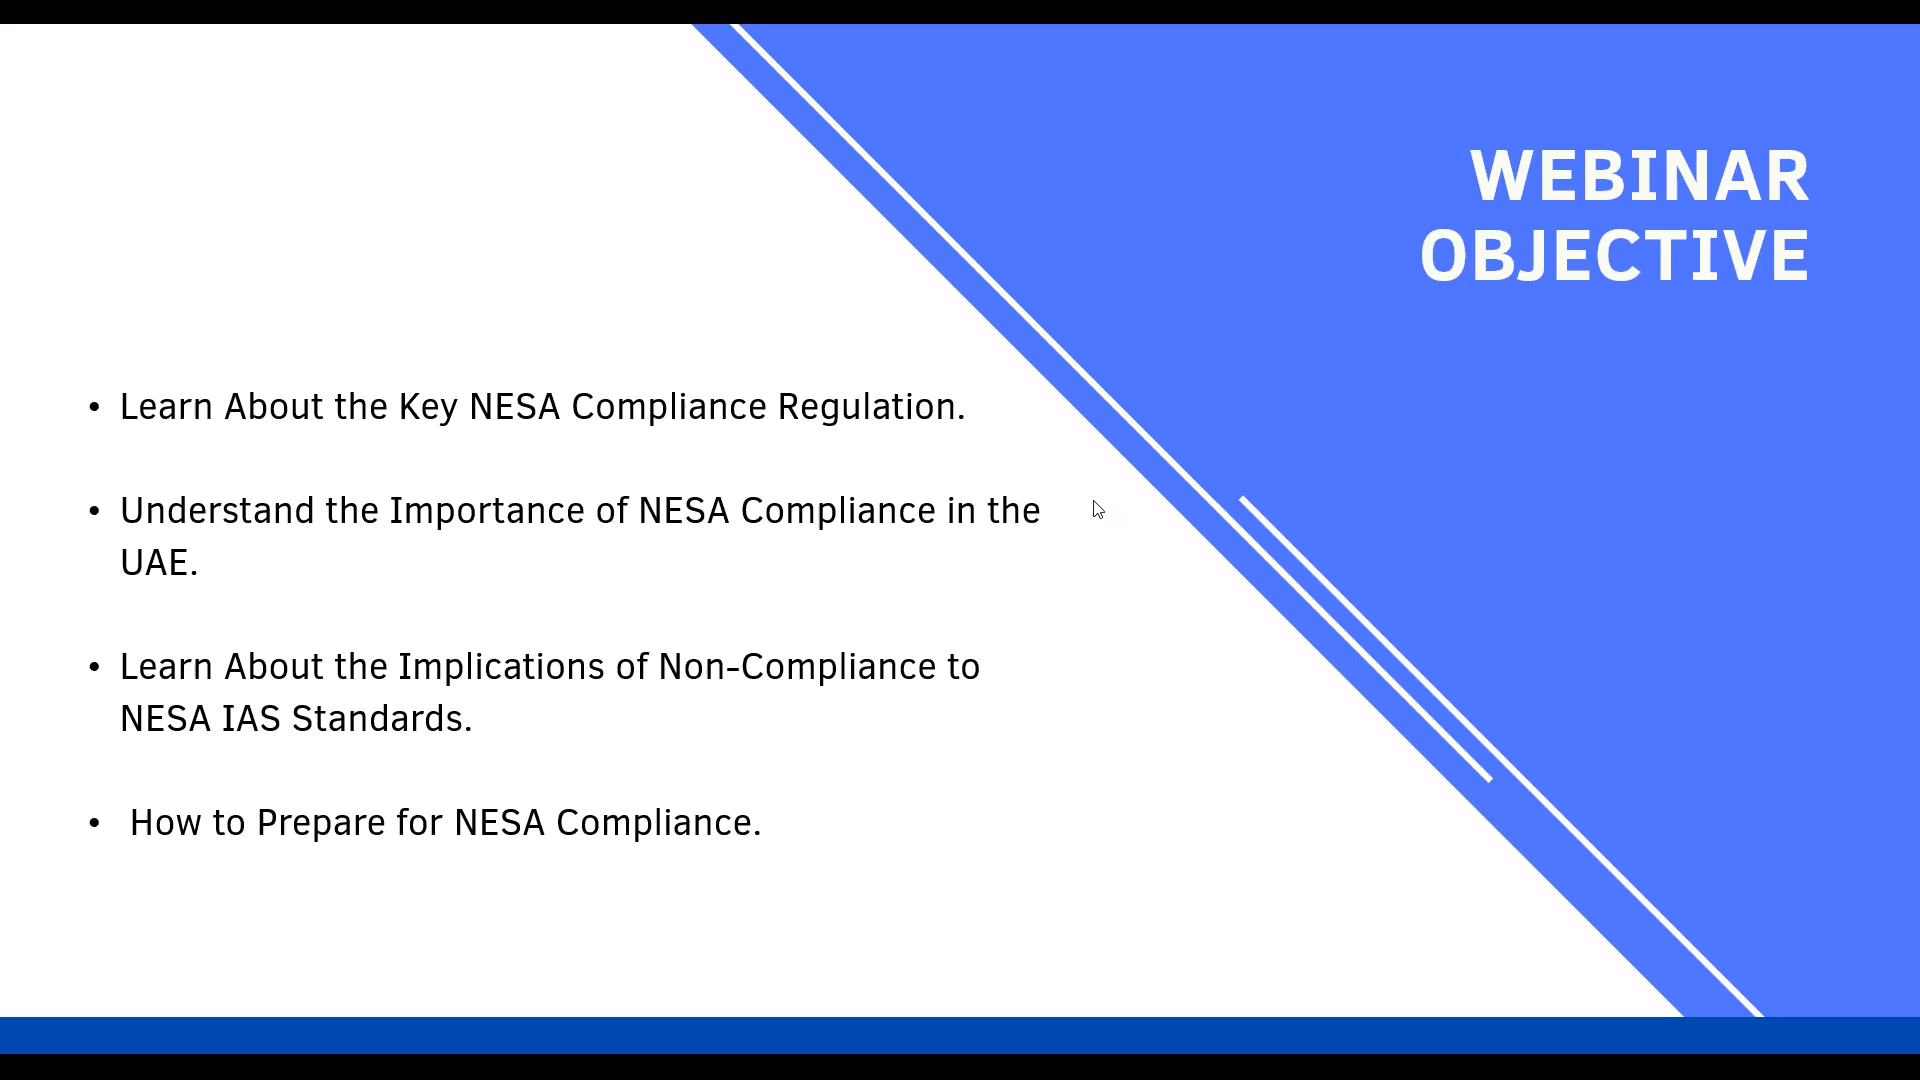 WEBINAR
OBJECTIVE
• Learn About the Key NESA Compliance Regulation.
• Understand the Importance of NESA Compliance in the
UAE.
• Learn About the Implications of Non-Compliance to
NESA IAS Standards.
• How to Prepare for NESA Compliance.